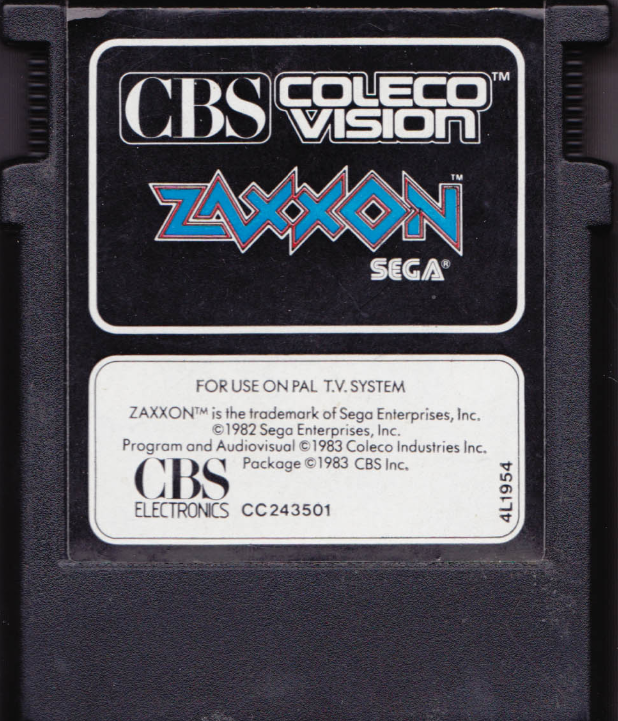 CBS COLECO VISION™
ZAXXON™
SEGA®
FOR USE ON PAL T.V. SYSTEM
ZAXXON™ is the trademark of Sega Enterprises, Inc.
©1982 Sega Enterprises, Inc.
Program and Audiovisual ©1983 Coleco Industries Inc.
Package ©1983 CBS Inc.
CBS
ELECTRONICS CC243501
4L1954